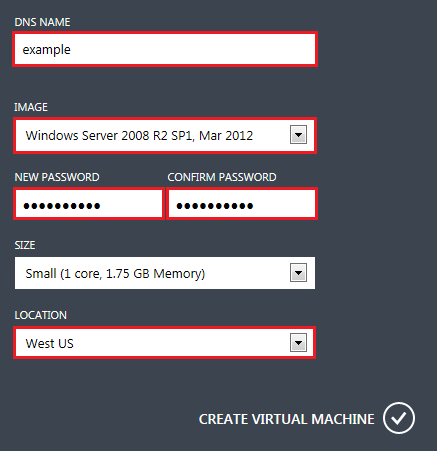 DNS NAME
example
IMAGE
Windows Server 2008 R2 SP1, Mar 2012
NEW PASSWORD CONFIRM PASSWORD
●●●●●●●●●● ●●●●●●●●●●
SIZE
Small (1 core, 1.75 GB Memory)
LOCATION
West US
CREATE VIRTUAL MACHINE